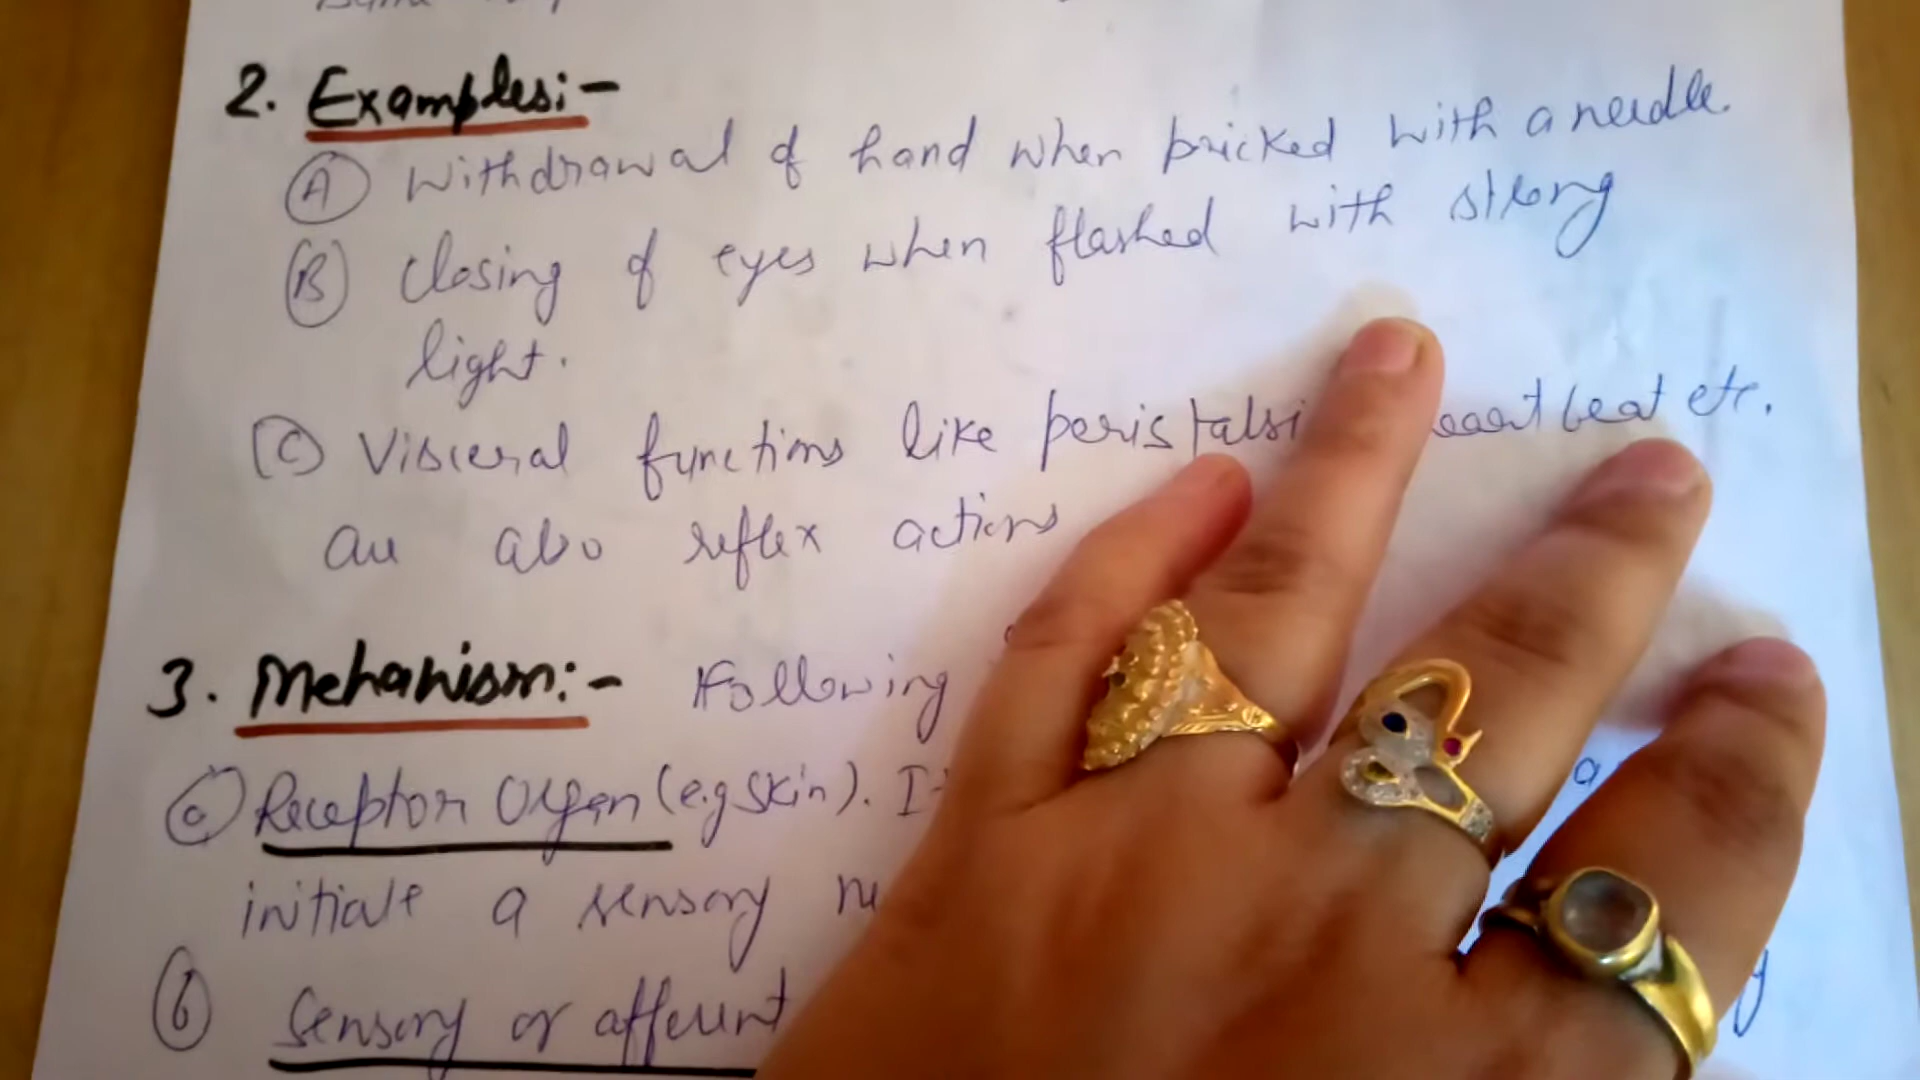 2. Examples:-
(A) Withdrawal of hand when pricked with a needle.
(B) Closing of eyes when flashed with strong
light.
(C) Visceral functions like peristalsi eart beat etc.
are also reflex actions
3. Mehanism:- Following
(a) Receptor Organ (e.g skin). It
initiate a sensory
(b) Sensory or afferent